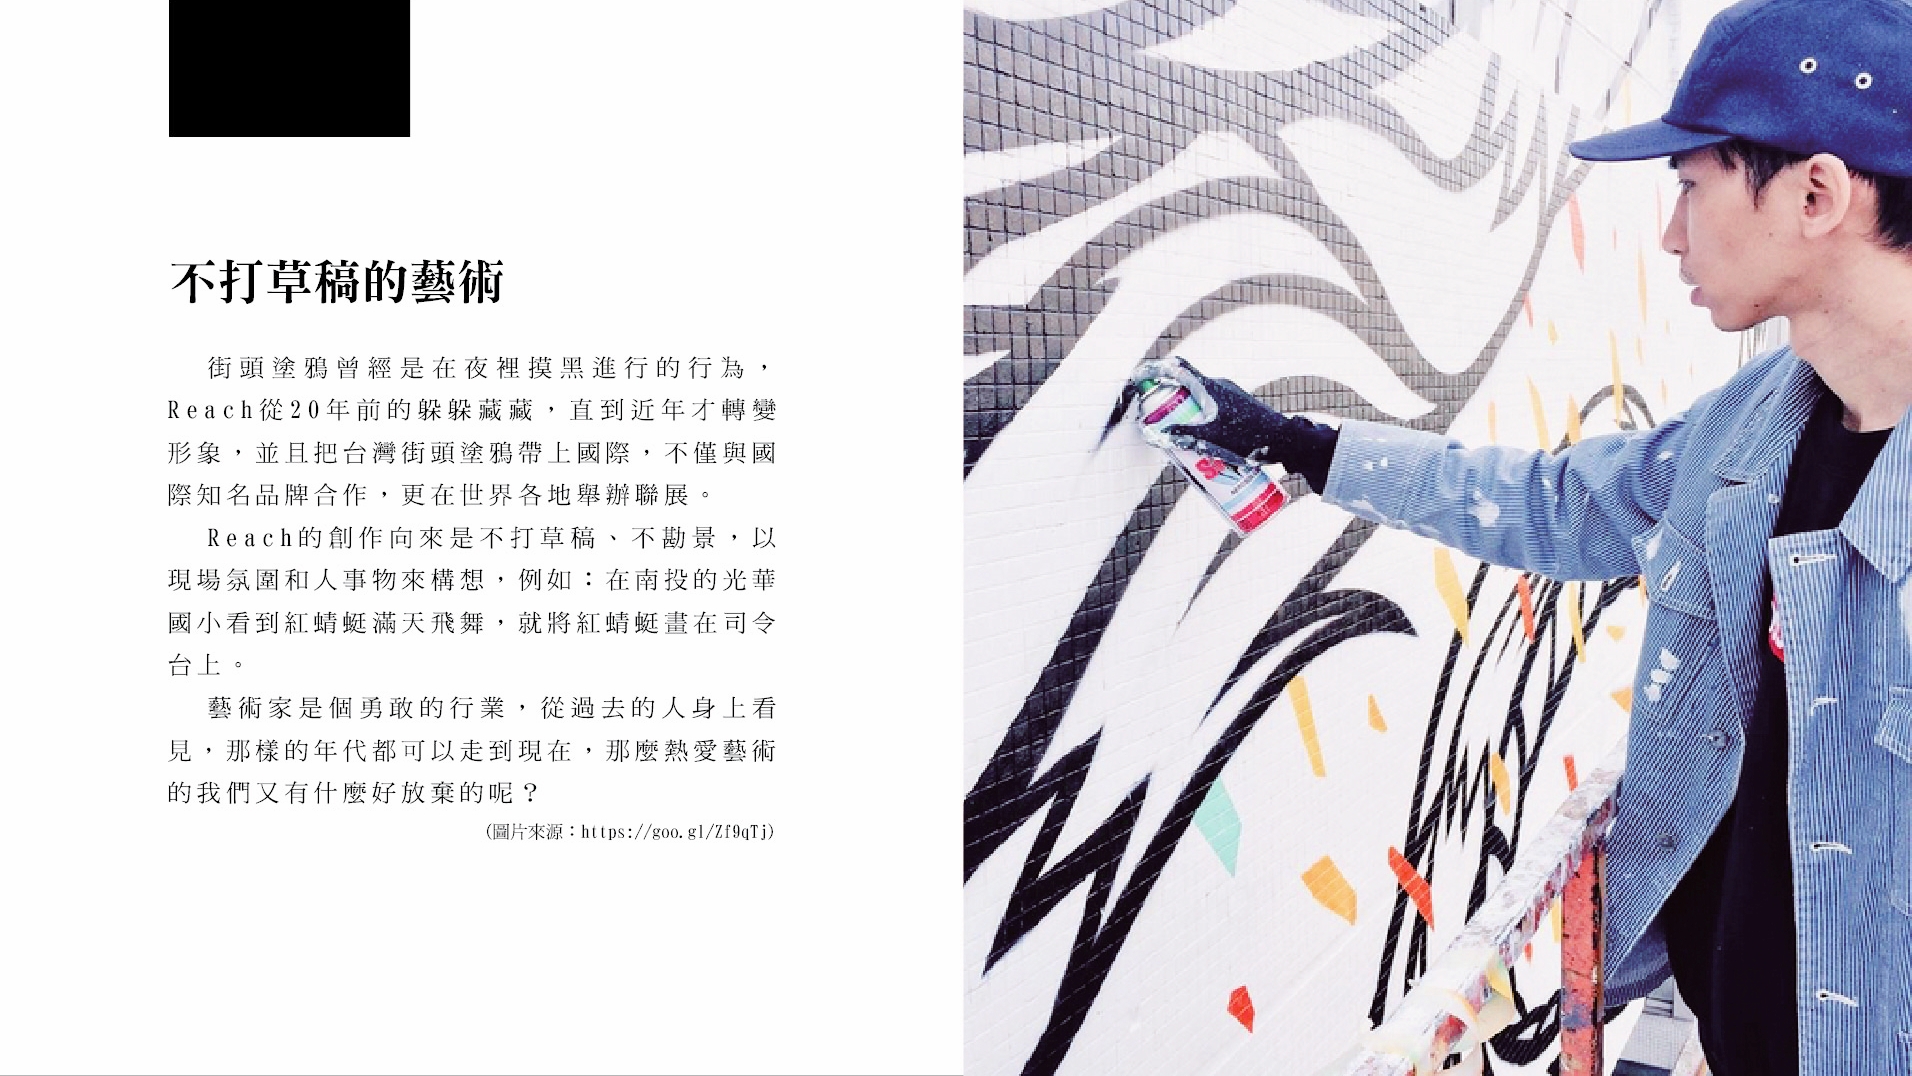 不打草稿的藝術
街頭塗鴉曾經是在夜裡摸黑進行的行為，
Reach從20年前的躲躲藏藏，直到近年才轉變
形象，並且把台灣街頭塗鴉帶上國際，不僅與國
際知名品牌合作，更在世界各地舉辦聯展。
Reach的創作向來是不打草稿、不勘景，以
現場氛圍和人事物來構想，例如：在南投的光華
國小看到紅蜻蜓滿天飛舞，就將紅蜻蜓畫在司令
台上。
藝術家是個勇敢的行業，從過去的人身上看
見，那樣的年代都可以走到現在，那麼熱愛藝術
的我們又有什麼好放棄的呢？
(圖片來源：https://goo.gl/Zf9qTj)